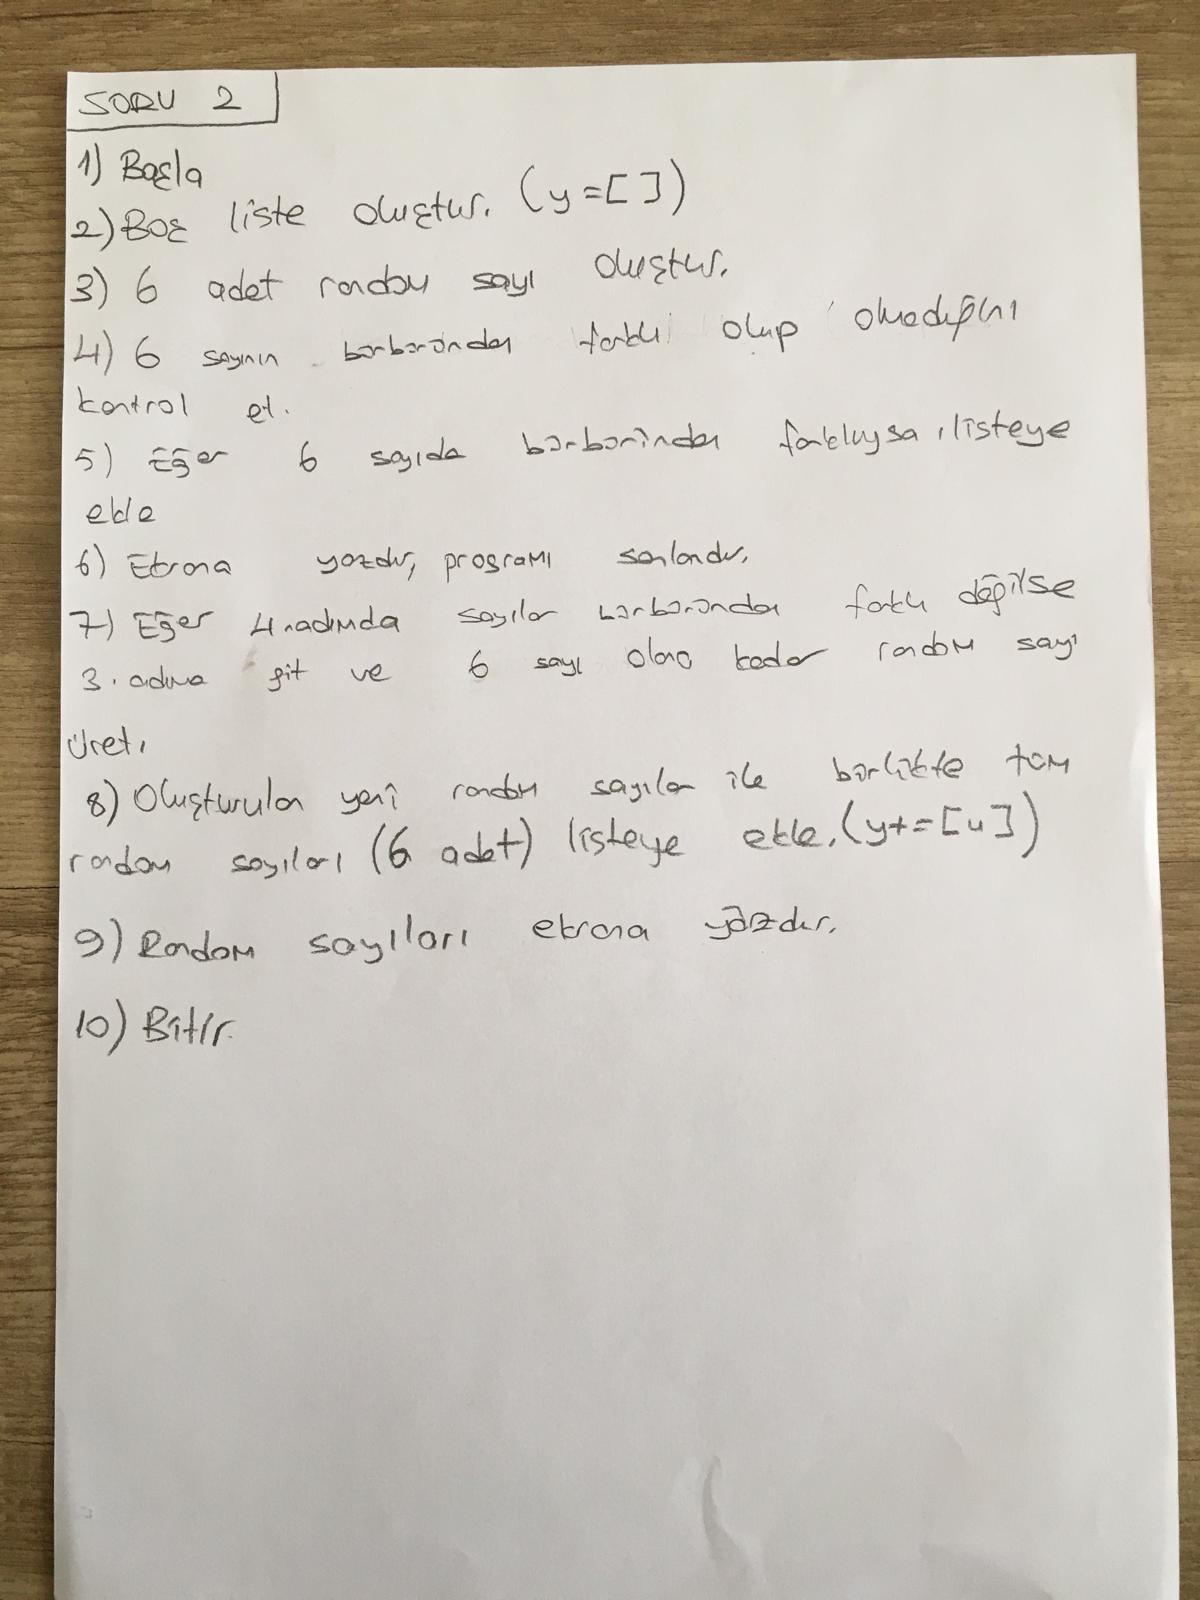 SORU 2
1) Başla
2) Boş liste oluştur. (y=[])
3) 6 adet random sayı oluştur.
4) 6 sayının birbirinden farklı olup olmadığını
kontrol et.
5) Eğer 6 sayıda birbirinden farklıysa, listeye
ekle
6) Ekrana yazdır, programı sonlandır.
7) Eğer 4.adımda sayılar birbirinden farklı değilse
3. adıma git ve 6 sayı olana kadar random sayı
üret.
8) Oluşturulan yeni random sayılar ile birlikte tüm
random sayıları (6 adet) listeye ekle. (y+=[u])
9) Random sayıları ekrana yazdır.
10) Bitir.